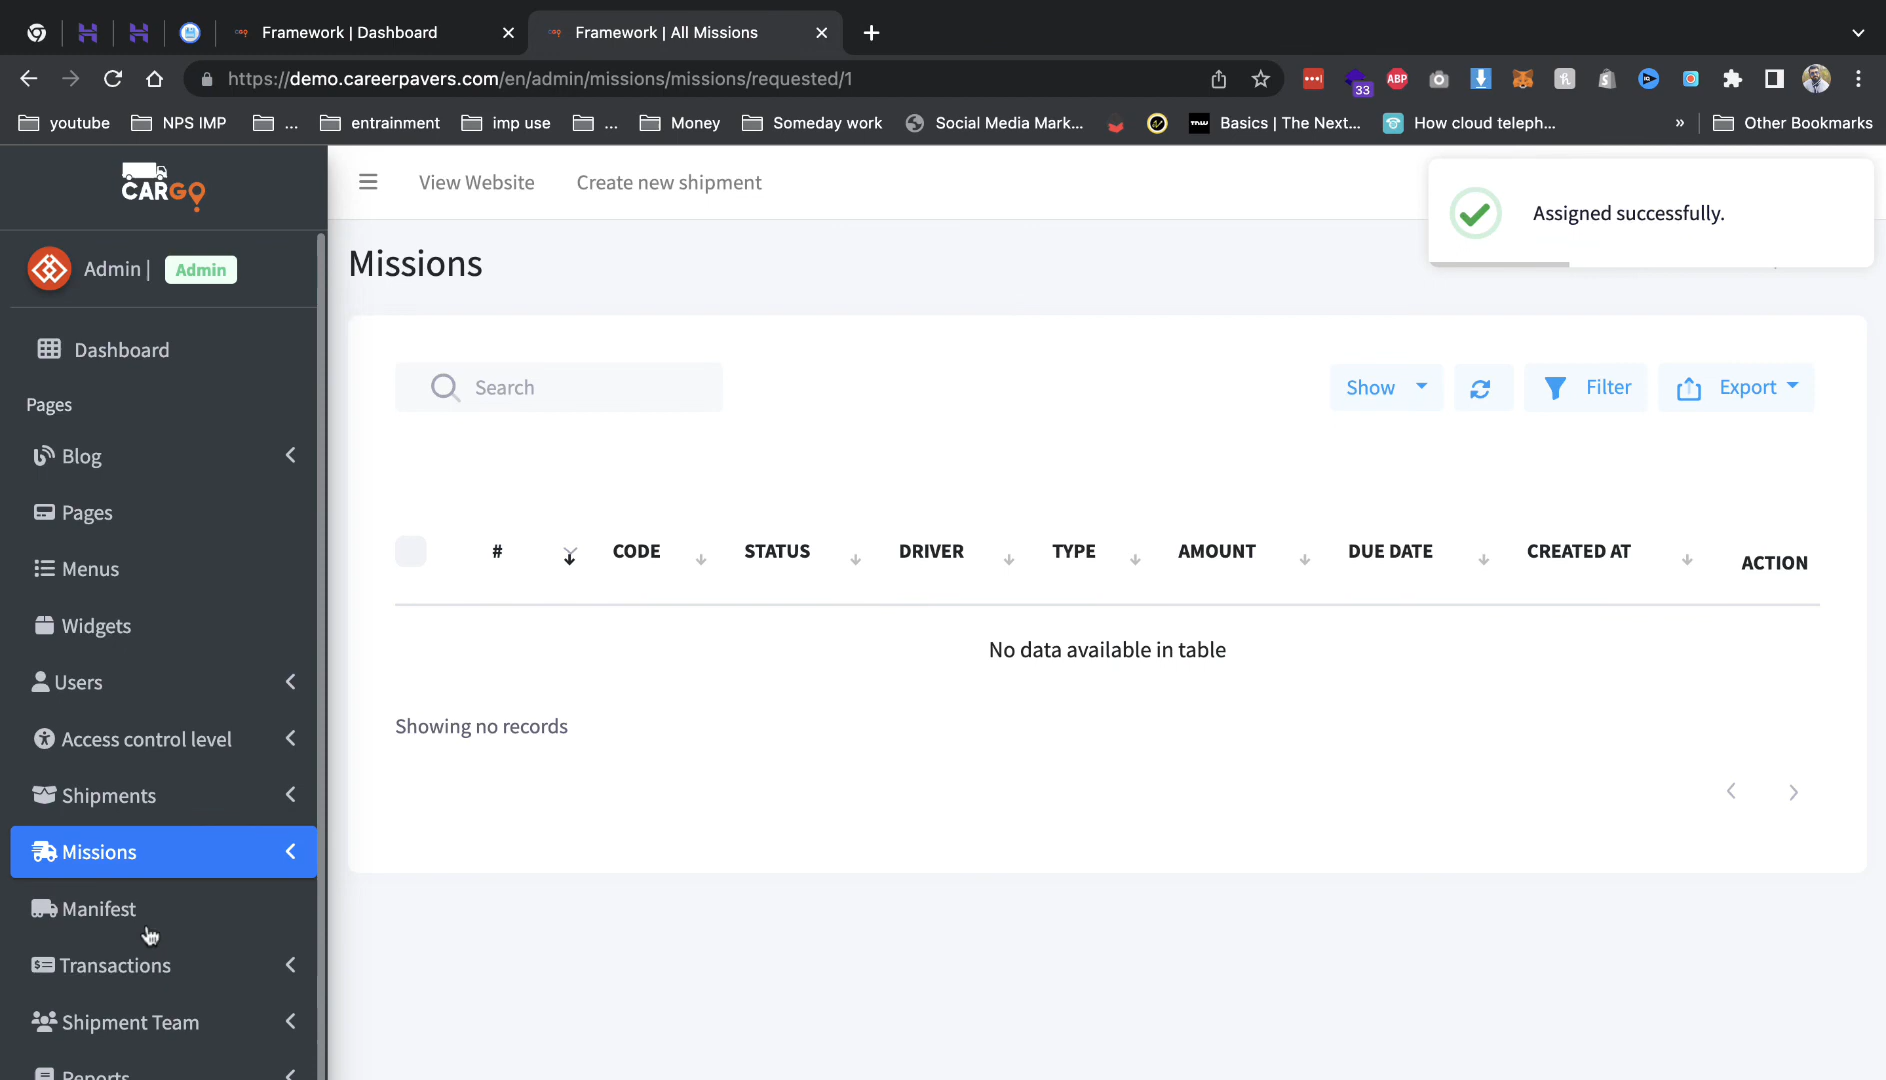 Framework | Dashboard
Framework | All Missions
https://demo.careerpavers.com/en/admin/missions/missions/requested/1
33
ABP
youtube
NPS IMP
...
entrainment
imp use
...
Money
Someday work
Social Media Mark...
Basics | The Next...
How cloud teleph...
»
Other Bookmarks
CARGO
View Website
Create new shipment
Assigned successfully.
Admin |
Admin
Missions
Dashboard
Pages
Blog
Pages
Menus
Widgets
Users
Access control level
Shipments
Missions
Manifest
Transactions
Shipment Team
Reports
Search
Show
Filter
Export
#
CODE
STATUS
DRIVER
TYPE
AMOUNT
DUE DATE
CREATED AT
ACTION
No data available in table
Showing no records